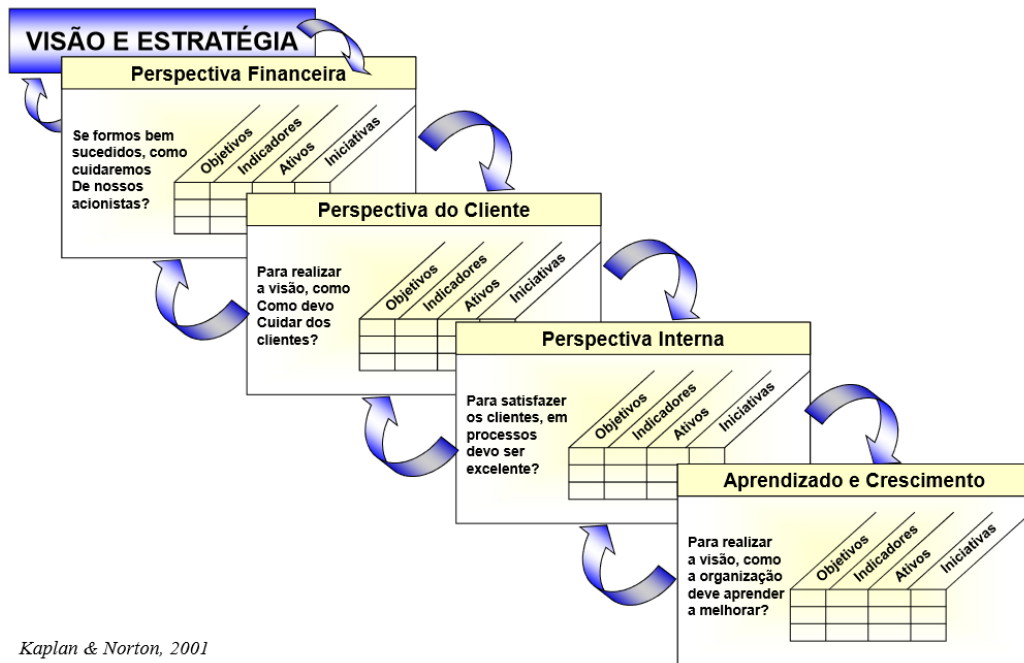 VISÃO E ESTRATÉGIA
Perspectiva Financeira
Se formos bem
sucedidos, como
cuidaremos
De nossos
acionistas?
Objetivos
Indicadores
Ativos
Iniciativas
Perspectiva do Cliente
Para realizar
a visão, como
Como devo
Cuidar dos
clientes?
Objetivos
Indicadores
Ativos
Iniciativas
Perspectiva Interna
Para satisfazer
os clientes, em
processos
devo ser
excelente?
Objetivos
Indicadores
Ativos
Iniciativas
Aprendizado e Crescimento
Para realizar
a visão, como
a organização
deve aprender
a melhorar?
Objetivos
Indicadores
Ativos
Iniciativas
Kaplan & Norton, 2001